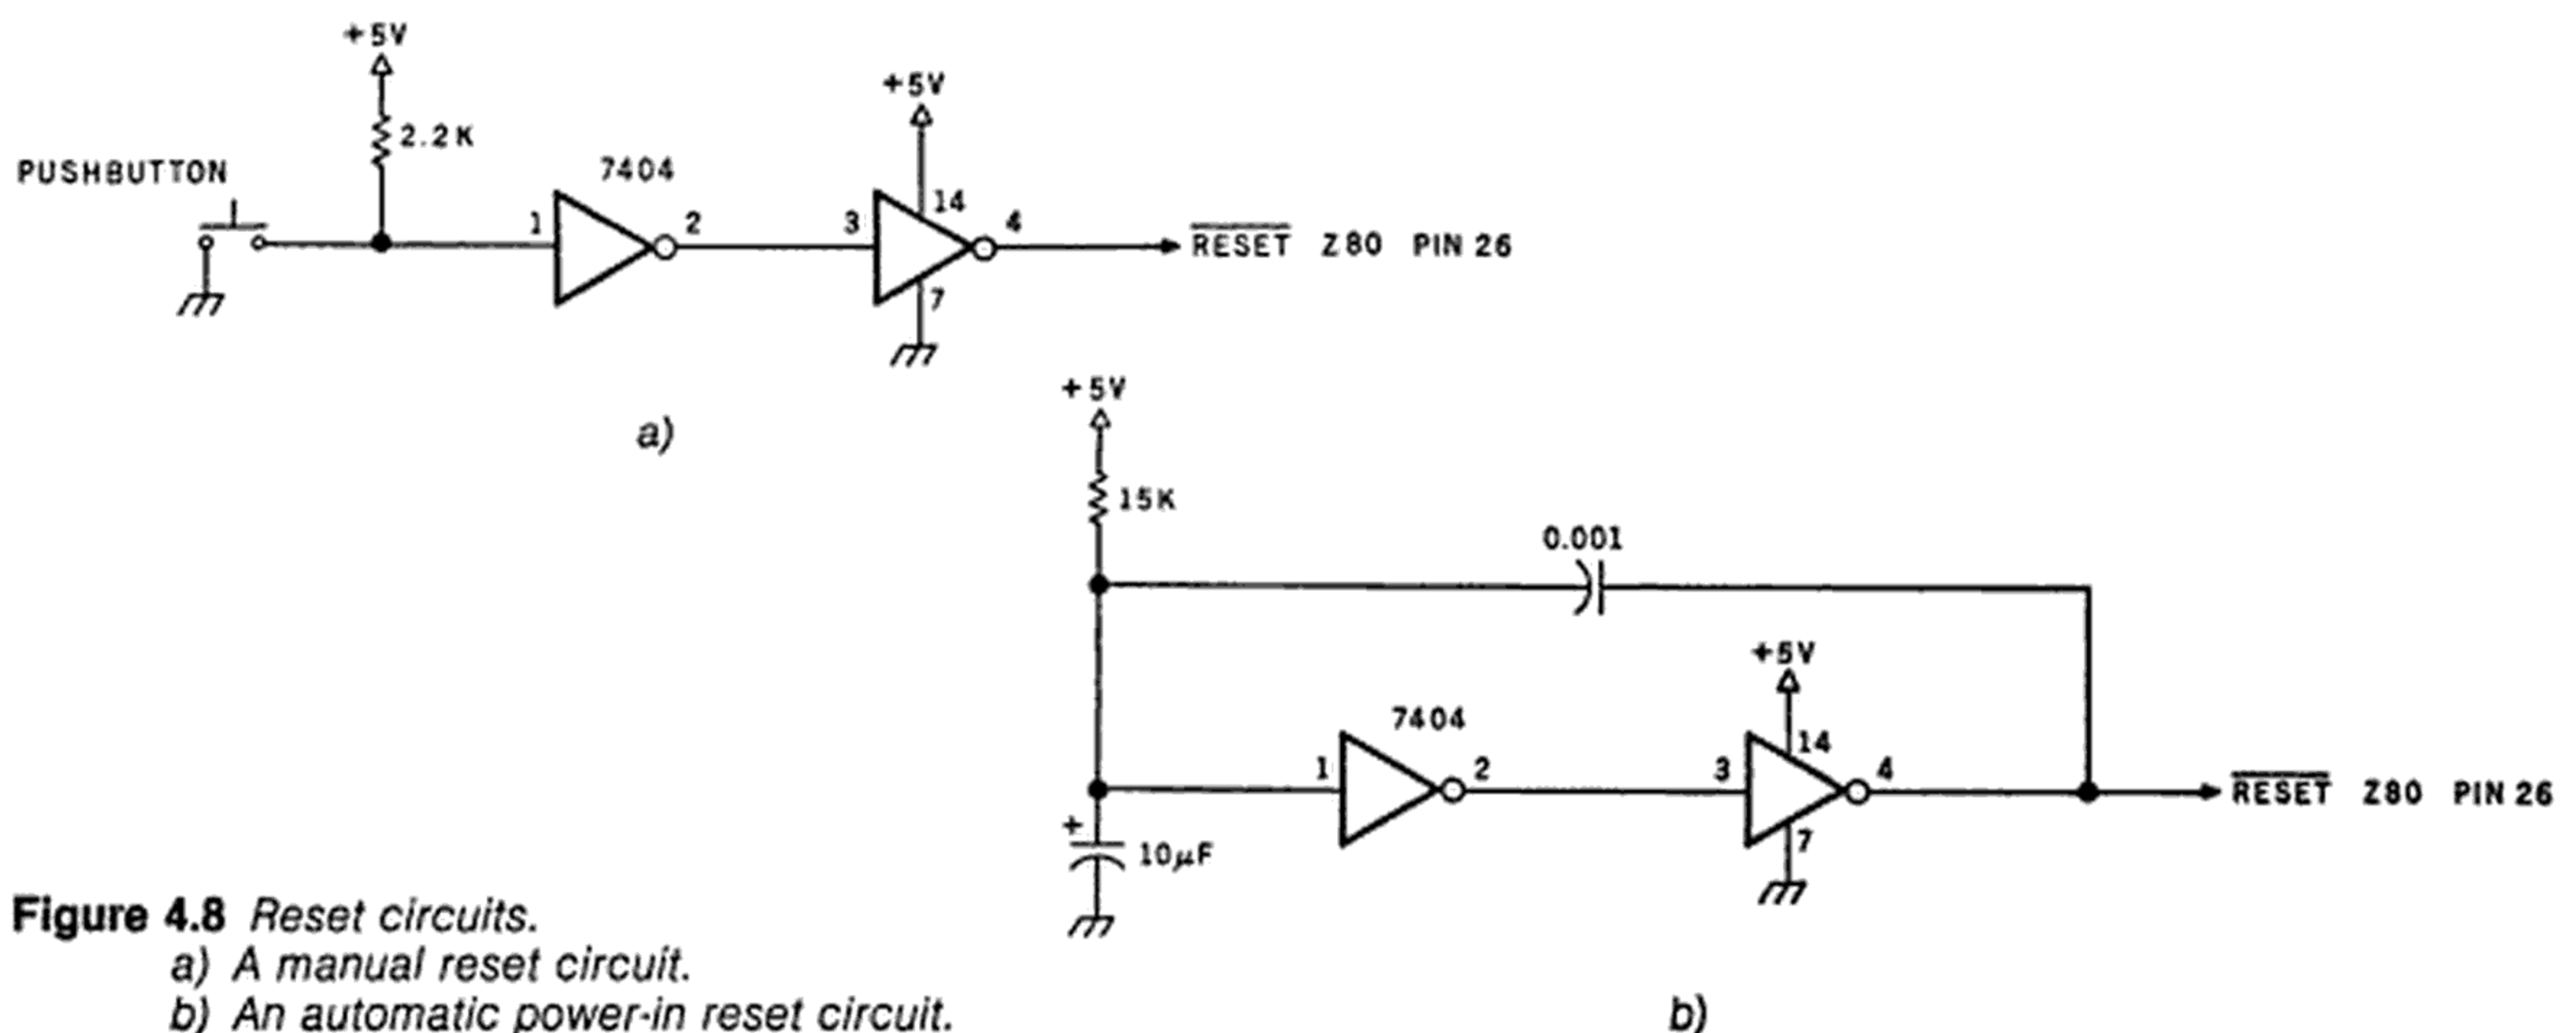 +5V
2.2K
PUSHBUTTON
7404
+5V
1
2
3
14
4
7
RESET Z80 PIN 26
a)
+5V
15K
0.001
+5V
7404
1
2
3
14
4
7
RESET Z80 PIN 26
+
10µF
Figure 4.8 Reset circuits.
a) A manual reset circuit.
b) An automatic power-in reset circuit.
b)